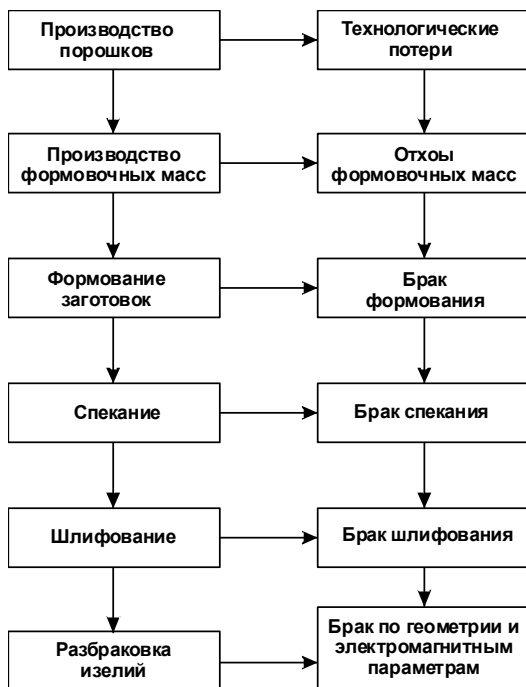 Производство
порошков
Технологические
потери
Производство
формовочных масс
Отхоы
формовочных масс
Формование
заготовок
Брак
формования
Спекание
Брак спекания
Шлифование
Брак шлифования
Разбраковка
изелий
Брак по геометрии и
электромагнитным
параметрам